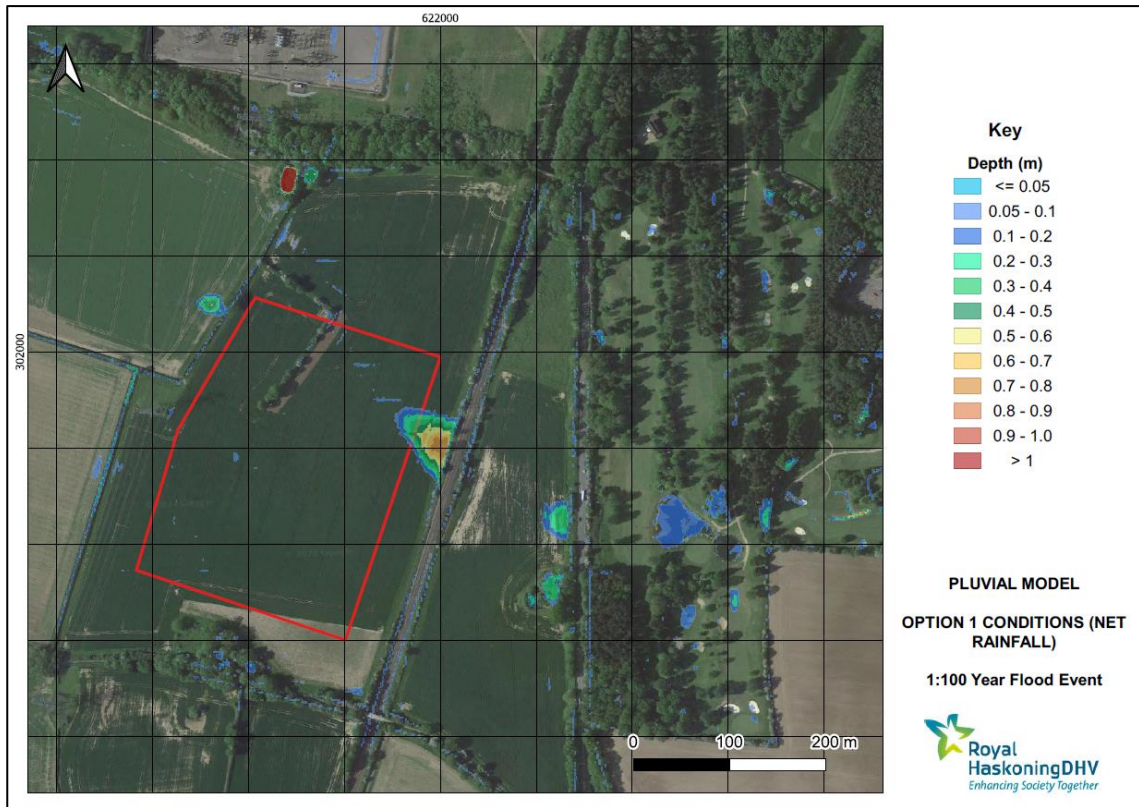 622000
302000
Key
Depth (m)
<= 0.05
0.05 - 0.1
0.1 - 0.2
0.2 - 0.3
0.3 - 0.4
0.4 - 0.5
0.5 - 0.6
0.6 - 0.7
0.7 - 0.8
0.8 - 0.9
0.9 - 1.0
> 1
PLUVIAL MODEL
OPTION 1 CONDITIONS (NET
RAINFALL)
1:100 Year Flood Event
0 100 200 m
Royal
HaskoningDHV
Enhancing Society Together